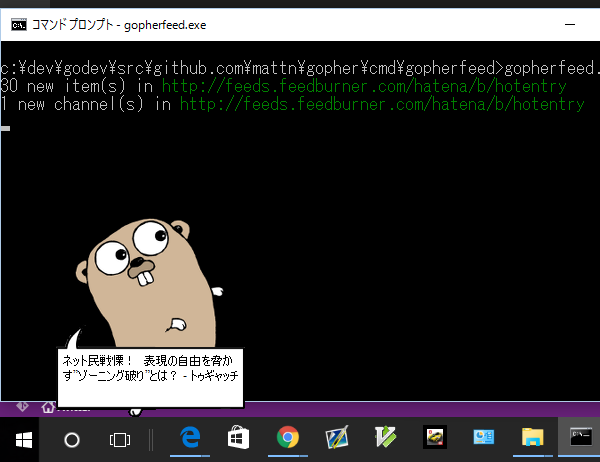 コマンド プロンプト - gopherfeed.exe
c:¥dev¥godev¥src¥github.com¥mattn¥gopher¥cmd¥gopherfeed>gopherfeed.
30 new item(s) in http://feeds.feedburner.com/hatena/b/hotentry
1 new channel(s) in http://feeds.feedburner.com/hatena/b/hotentry
ネット民戦慄！ 表現の自由を脅か
す”ゾーニング破り”とは？ - トゥギャッチ